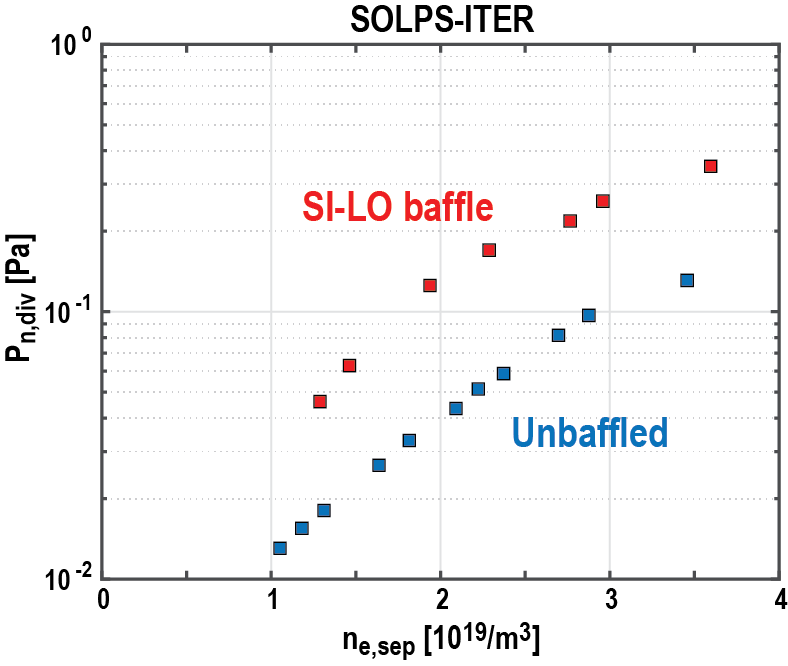 SOLPS-ITER
10⁰
SI-LO baffle
P_n,div [Pa]
10⁻¹
Unbaffled
10⁻²
0 1 2 3 4
n_e,sep [10¹⁹/m³]